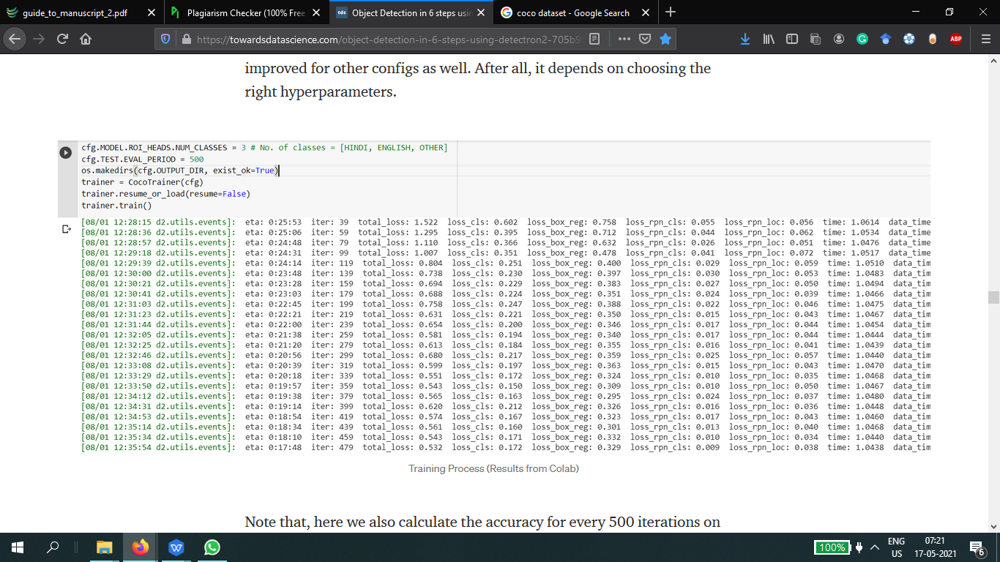 guide_to_manuscript_2.pdf
Plagiarism Checker (100% Free
tds Object Detection in 6 steps usin
coco dataset - Google Search
https://towardsdatascience.com/object-detection-in-6-steps-using-detectron2-705b9
ABP
improved for other configs as well. After all, it depends on choosing the
right hyperparameters.
cfg.MODEL.ROI_HEADS.NUM_CLASSES = 3 # No. of classes = [HINDI, ENGLISH, OTHER]
cfg.TEST.EVAL_PERIOD = 500
os.makedirs(cfg.OUTPUT_DIR, exist_ok=True)
trainer = CocoTrainer(cfg)
trainer.resume_or_load(resume=False)
trainer.train()
[08/01 12:28:15 d2.utils.events]: eta: 0:25:53 iter: 39 total_loss: 1.522 loss_cls: 0.602 loss_box_reg: 0.758 loss_rpn_cls: 0.055 loss_rpn_loc: 0.056 time: 1.0614 data_time
[08/01 12:28:36 d2.utils.events]: eta: 0:25:06 iter: 59 total_loss: 1.295 loss_cls: 0.395 loss_box_reg: 0.712 loss_rpn_cls: 0.044 loss_rpn_loc: 0.062 time: 1.0534 data_time
[08/01 12:28:57 d2.utils.events]: eta: 0:24:48 iter: 79 total_loss: 1.110 loss_cls: 0.366 loss_box_reg: 0.632 loss_rpn_cls: 0.026 loss_rpn_loc: 0.051 time: 1.0476 data_time
[08/01 12:29:18 d2.utils.events]: eta: 0:24:31 iter: 99 total_loss: 1.007 loss_cls: 0.351 loss_box_reg: 0.478 loss_rpn_cls: 0.041 loss_rpn_loc: 0.072 time: 1.0517 data_time
[08/01 12:29:39 d2.utils.events]: eta: 0:24:14 iter: 119 total_loss: 0.804 loss_cls: 0.251 loss_box_reg: 0.400 loss_rpn_cls: 0.029 loss_rpn_loc: 0.059 time: 1.0510 data_tim
[08/01 12:30:00 d2.utils.events]: eta: 0:23:48 iter: 139 total_loss: 0.738 loss_cls: 0.230 loss_box_reg: 0.397 loss_rpn_cls: 0.030 loss_rpn_loc: 0.053 time: 1.0483 data_tim
[08/01 12:30:21 d2.utils.events]: eta: 0:23:28 iter: 159 total_loss: 0.694 loss_cls: 0.229 loss_box_reg: 0.383 loss_rpn_cls: 0.027 loss_rpn_loc: 0.050 time: 1.0494 data_tim
[08/01 12:30:41 d2.utils.events]: eta: 0:23:03 iter: 179 total_loss: 0.688 loss_cls: 0.224 loss_box_reg: 0.351 loss_rpn_cls: 0.024 loss_rpn_loc: 0.039 time: 1.0466 data_tim
[08/01 12:31:03 d2.utils.events]: eta: 0:22:45 iter: 199 total_loss: 0.758 loss_cls: 0.247 loss_box_reg: 0.388 loss_rpn_cls: 0.022 loss_rpn_loc: 0.046 time: 1.0475 data_tim
[08/01 12:31:23 d2.utils.events]: eta: 0:22:21 iter: 219 total_loss: 0.631 loss_cls: 0.221 loss_box_reg: 0.350 loss_rpn_cls: 0.015 loss_rpn_loc: 0.043 time: 1.0467 data_tim
[08/01 12:31:44 d2.utils.events]: eta: 0:22:00 iter: 239 total_loss: 0.654 loss_cls: 0.200 loss_box_reg: 0.346 loss_rpn_cls: 0.017 loss_rpn_loc: 0.044 time: 1.0454 data_tim
[08/01 12:32:05 d2.utils.events]: eta: 0:21:38 iter: 259 total_loss: 0.581 loss_cls: 0.194 loss_box_reg: 0.340 loss_rpn_cls: 0.017 loss_rpn_loc: 0.044 time: 1.0444 data_tim
[08/01 12:32:25 d2.utils.events]: eta: 0:21:20 iter: 279 total_loss: 0.613 loss_cls: 0.184 loss_box_reg: 0.355 loss_rpn_cls: 0.016 loss_rpn_loc: 0.041 time: 1.0439 data_tim
[08/01 12:32:46 d2.utils.events]: eta: 0:20:56 iter: 299 total_loss: 0.680 loss_cls: 0.217 loss_box_reg: 0.359 loss_rpn_cls: 0.025 loss_rpn_loc: 0.057 time: 1.0440 data_tim
[08/01 12:33:08 d2.utils.events]: eta: 0:20:39 iter: 319 total_loss: 0.599 loss_cls: 0.197 loss_box_reg: 0.363 loss_rpn_cls: 0.015 loss_rpn_loc: 0.043 time: 1.0470 data_tim
[08/01 12:33:29 d2.utils.events]: eta: 0:20:18 iter: 339 total_loss: 0.551 loss_cls: 0.172 loss_box_reg: 0.324 loss_rpn_cls: 0.010 loss_rpn_loc: 0.035 time: 1.0468 data_tim
[08/01 12:33:50 d2.utils.events]: eta: 0:19:57 iter: 359 total_loss: 0.543 loss_cls: 0.150 loss_box_reg: 0.309 loss_rpn_cls: 0.010 loss_rpn_loc: 0.050 time: 1.0467 data_tim
[08/01 12:34:12 d2.utils.events]: eta: 0:19:38 iter: 379 total_loss: 0.565 loss_cls: 0.163 loss_box_reg: 0.295 loss_rpn_cls: 0.024 loss_rpn_loc: 0.037 time: 1.0480 data_tim
[08/01 12:34:31 d2.utils.events]: eta: 0:19:14 iter: 399 total_loss: 0.620 loss_cls: 0.212 loss_box_reg: 0.326 loss_rpn_cls: 0.016 loss_rpn_loc: 0.036 time: 1.0448 data_tim
[08/01 12:34:53 d2.utils.events]: eta: 0:18:54 iter: 419 total_loss: 0.574 loss_cls: 0.167 loss_box_reg: 0.323 loss_rpn_cls: 0.017 loss_rpn_loc: 0.043 time: 1.0460 data_tim
[08/01 12:35:14 d2.utils.events]: eta: 0:18:34 iter: 439 total_loss: 0.561 loss_cls: 0.160 loss_box_reg: 0.301 loss_rpn_cls: 0.013 loss_rpn_loc: 0.040 time: 1.0468 data_tim
[08/01 12:35:34 d2.utils.events]: eta: 0:18:10 iter: 459 total_loss: 0.543 loss_cls: 0.171 loss_box_reg: 0.332 loss_rpn_cls: 0.010 loss_rpn_loc: 0.034 time: 1.0440 data_tim
[08/01 12:35:54 d2.utils.events]: eta: 0:17:48 iter: 479 total_loss: 0.532 loss_cls: 0.172 loss_box_reg: 0.329 loss_rpn_cls: 0.009 loss_rpn_loc: 0.038 time: 1.0438 data_tim
Training Process (Results from Colab)
Note that, here we also calculate the accuracy for every 500 iterations on
100%
ENG
US
07:21
17-05-2021
6